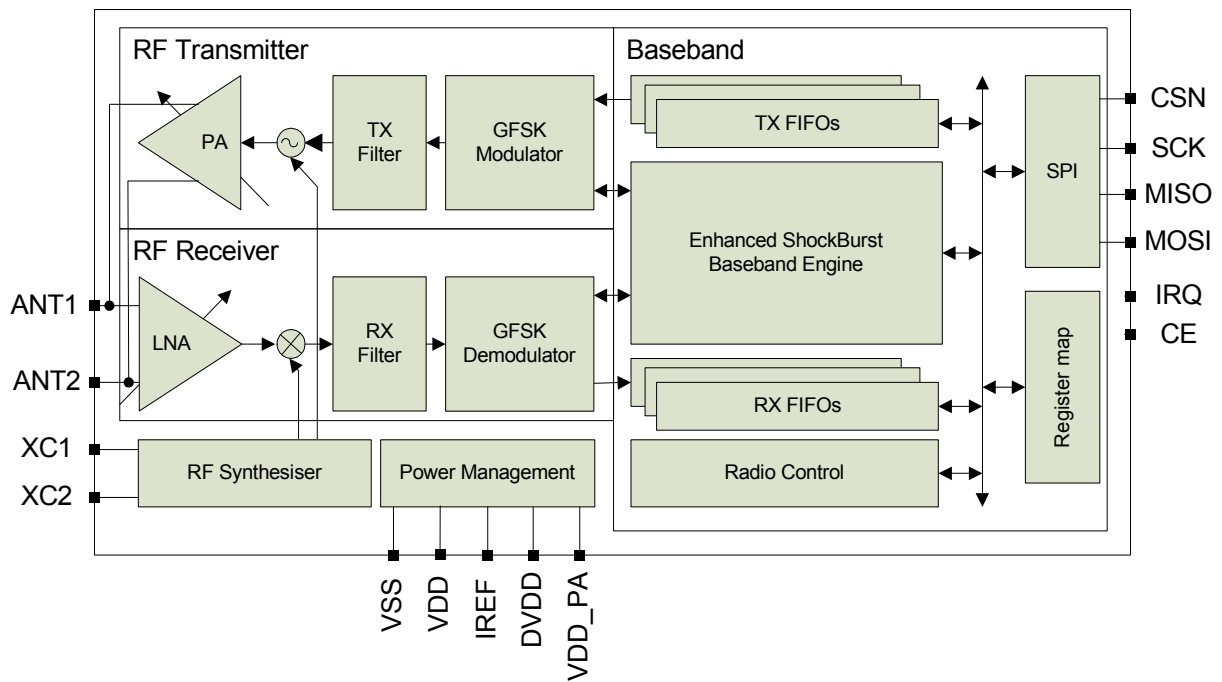 RF Transmitter
Baseband
PA
TX
Filter
GFSK
Modulator
TX FIFOs
SPI
CSN
SCK
MISO
MOSI
Enhanced ShockBurst
Baseband Engine
RF Receiver
ANT1
ANT2
LNA
RX
Filter
GFSK
Demodulator
RX FIFOs
Register map
IRQ
CE
XC1
XC2
RF Synthesiser
Power Management
Radio Control
VSS
VDD
IREF
DVDD
VDD_PA